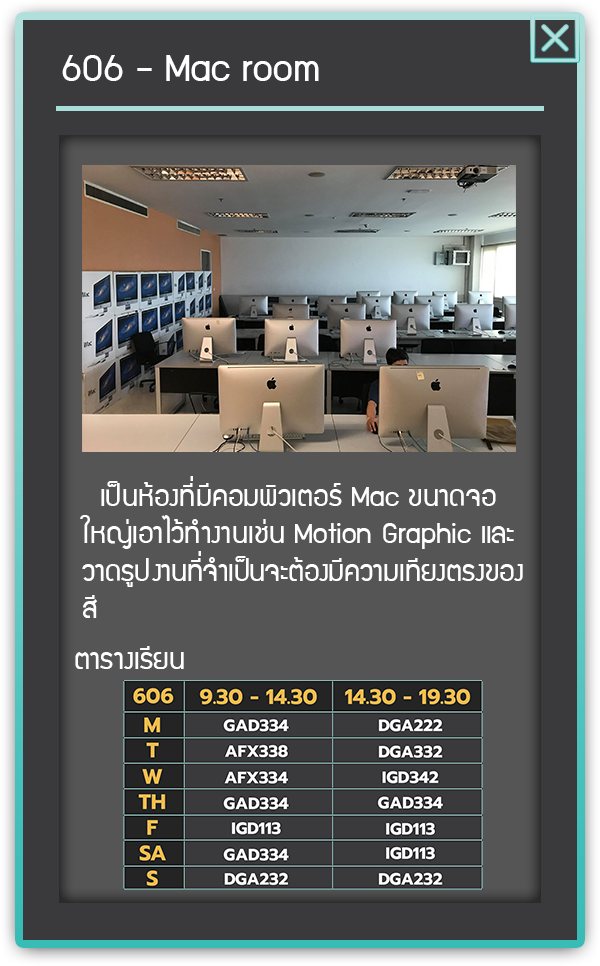 606 - Mac room
เป็นห้องที่มีคอมพิวเตอร์ Mac ขนาดจอ
ใหญ่เอาไว้ทำงานเช่น Motion Graphic และ
วาดรูปงานที่จำเป็นจะต้องมีความเที่ยงตรงของ
สี
ตารางเรียน
606 9.30 - 14.30 14.30 - 19.30
M GAD334 DGA222
T AFX338 DGA332
W AFX334 IGD342
TH GAD334 GAD334
F IGD113 IGD113
SA GAD334 IGD113
S DGA232 DGA232